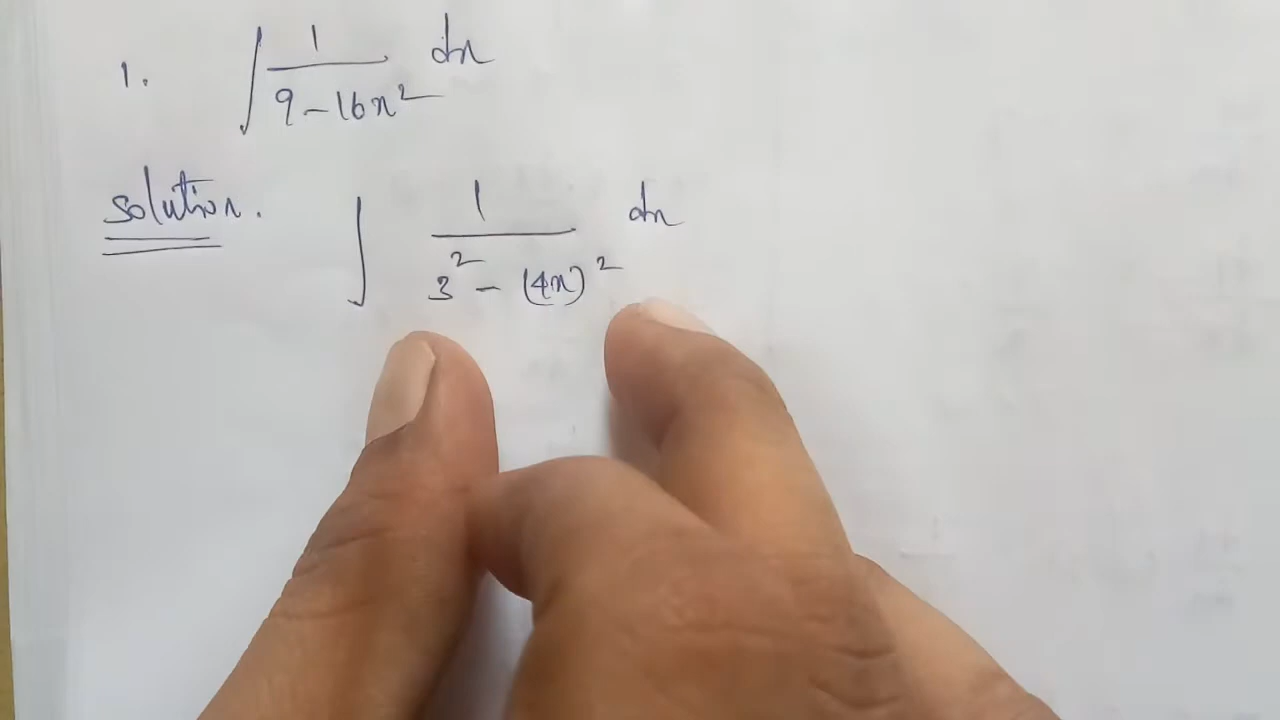 1. ∫ 1/(9-16x²) dx
solution. ∫ 1/(3² - (4x)²) dx